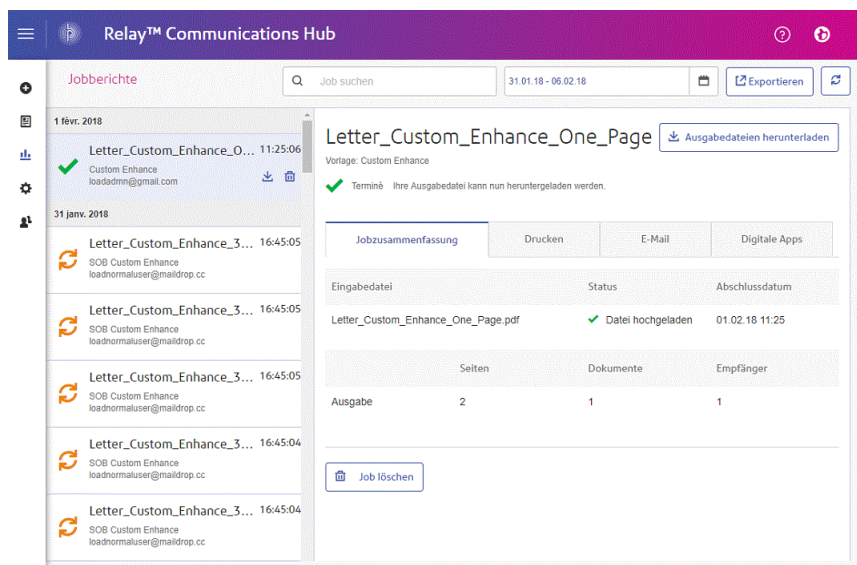 Relay™ Communications Hub
Jobberichte
Job suchen
31.01.18 - 06.02.18
Exportieren
1 févr. 2018
Letter_Custom_Enhance_O... 11:25:06
Custom Enhance
loadadmn@gmail.com
31 janv. 2018
Letter_Custom_Enhance_3... 16:45:05
SOB Custom Enhance
loadnormaluser@maildrop.cc
Letter_Custom_Enhance_3... 16:45:05
SOB Custom Enhance
loadnormaluser@maildrop.cc
Letter_Custom_Enhance_3... 16:45:05
SOB Custom Enhance
loadnormaluser@maildrop.cc
Letter_Custom_Enhance_3... 16:45:04
SOB Custom Enhance
loadnormaluser@maildrop.cc
Letter_Custom_Enhance_3... 16:45:04
SOB Custom Enhance
loadnormaluser@maildrop.cc
Letter_Custom_Enhance_One_Page
Ausgabedateien herunterladen
Vorlage: Custom Enhance
Terminé Ihre Ausgabedatei kann nun heruntergeladen werden.
Jobzusammenfassung Drucken E-Mail Digitale Apps
Eingabedatei Status Abschlussdatum
Letter_Custom_Enhance_One_Page.pdf Datei hochgeladen 01.02.18 11:25
Seiten Dokumente Empfänger
Ausgabe 2 1 1
Job löschen